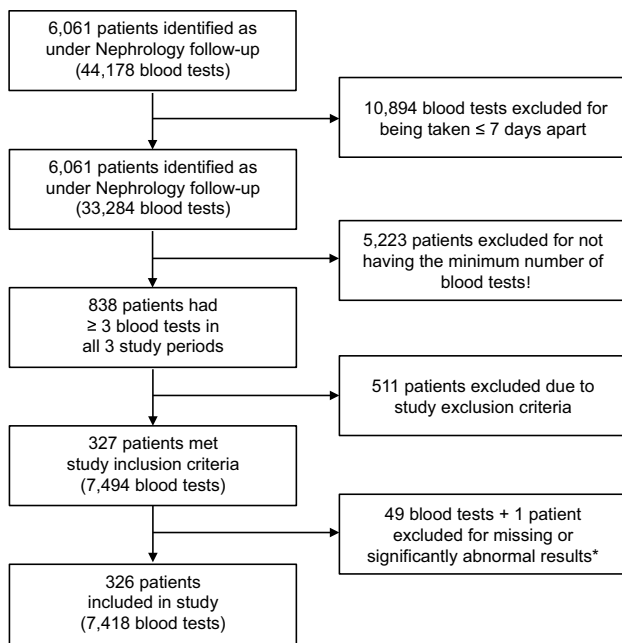 6,061 patients identified as
under Nephrology follow-up
(44,178 blood tests)
10,894 blood tests excluded for
being taken ≤ 7 days apart
6,061 patients identified as
under Nephrology follow-up
(33,284 blood tests)
5,223 patients excluded for not
having the minimum number of
blood tests!
838 patients had
≥ 3 blood tests in
all 3 study periods
511 patients excluded due to
study exclusion criteria
327 patients met
study inclusion criteria
(7,494 blood tests)
49 blood tests + 1 patient
excluded for missing or
significantly abnormal results*
326 patients
included in study
(7,418 blood tests)